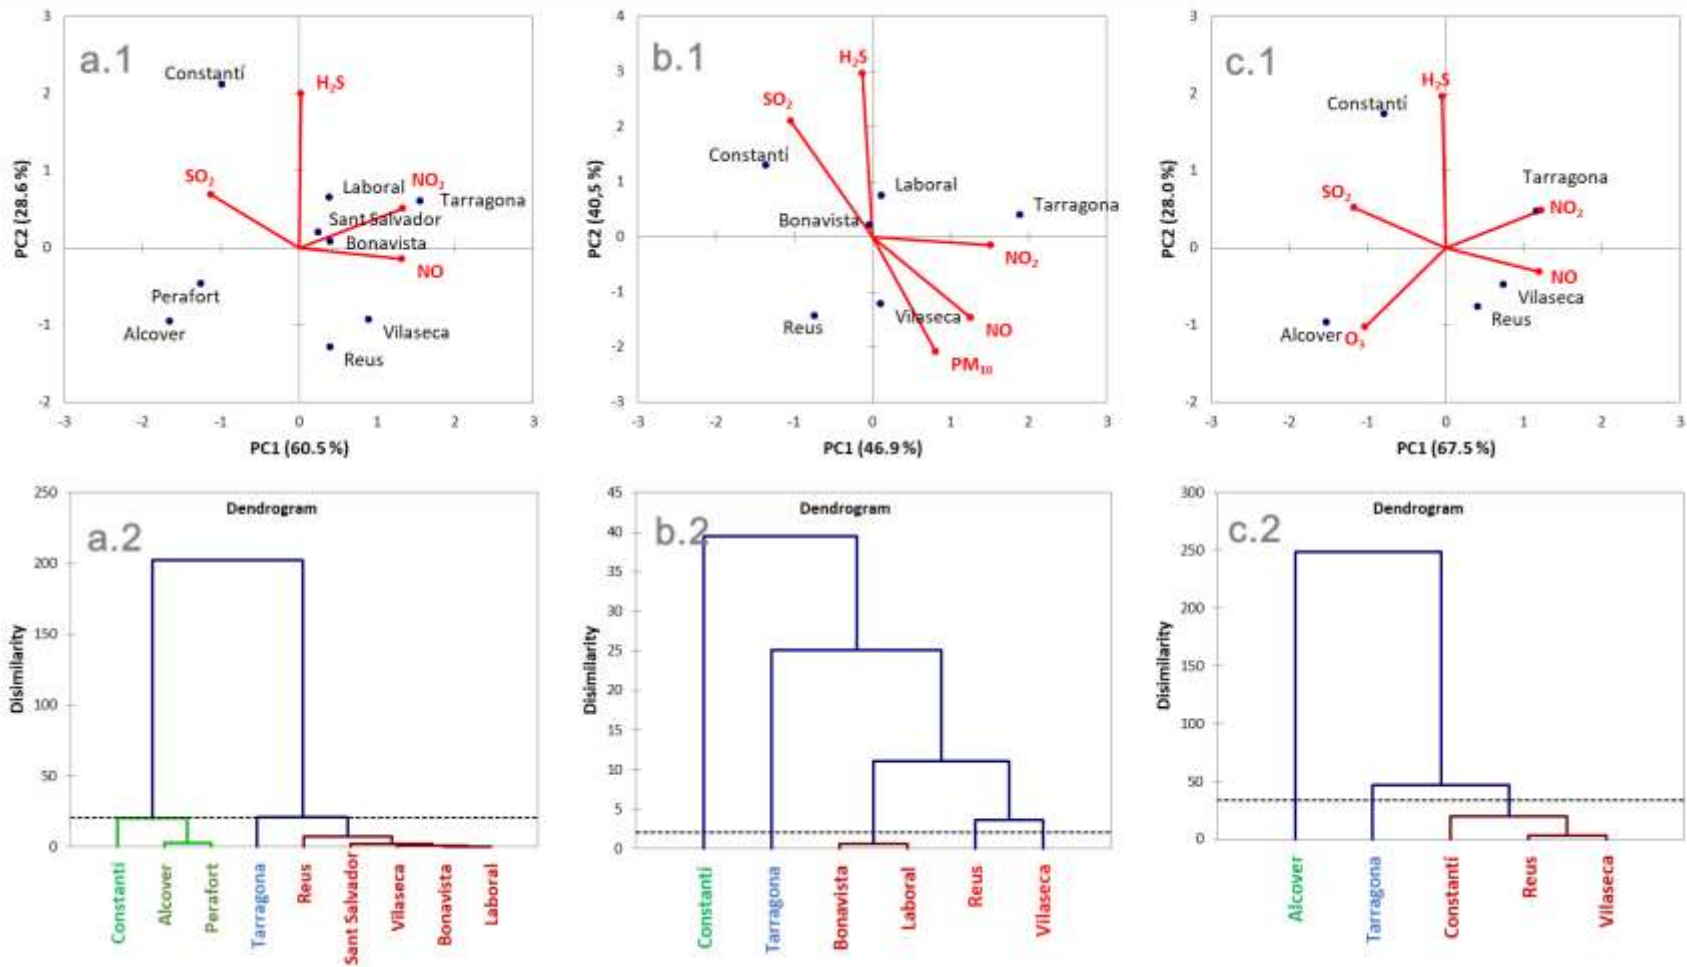 a.1
3
2
1
0
-1
-2
-3
-2
-1
0
1
2
3
PC2 (28.6 %)
PC1 (60.5 %)
Constantí
H₂S
SO₂
NO₂
Laboral
Tarragona
Sant Salvador
Bonavista
NO
Perafort
Alcover
Vilaseca
Reus
b.1
4
3
2
1
0
-1
-2
-3
-3
-2
-1
0
1
2
3
PC2 (40,5 %)
PC1 (46.9 %)
H₂S
SO₂
Constantí
Laboral
Tarragona
Bonavista
NO₂
Reus
Vilaseca
NO
PM₁₀
c.1
3
2
1
0
-1
-2
-3
-2
-1
0
1
2
3
PC2 (28.0 %)
PC1 (67.5 %)
H₂S
Constantí
SO₂
Tarragona
NO₂
NO
Vilaseca
Reus
Alcover
O₃
a.2
Dendrogram
250
200
150
100
50
0
Disimilarity
Constantí
Alcover
Perafort
Tarragona
Reus
Sant Salvador
Vilaseca
Bonavista
Laboral
b.2
Dendrogram
45
40
35
30
25
20
15
10
5
0
Disimilarity
Constantí
Tarragona
Bonavista
Laboral
Reus
Vilaseca
c.2
Dendrogram
300
250
200
150
100
50
0
Disimilarity
Alcover
Tarragona
Constantí
Reus
Vilaseca